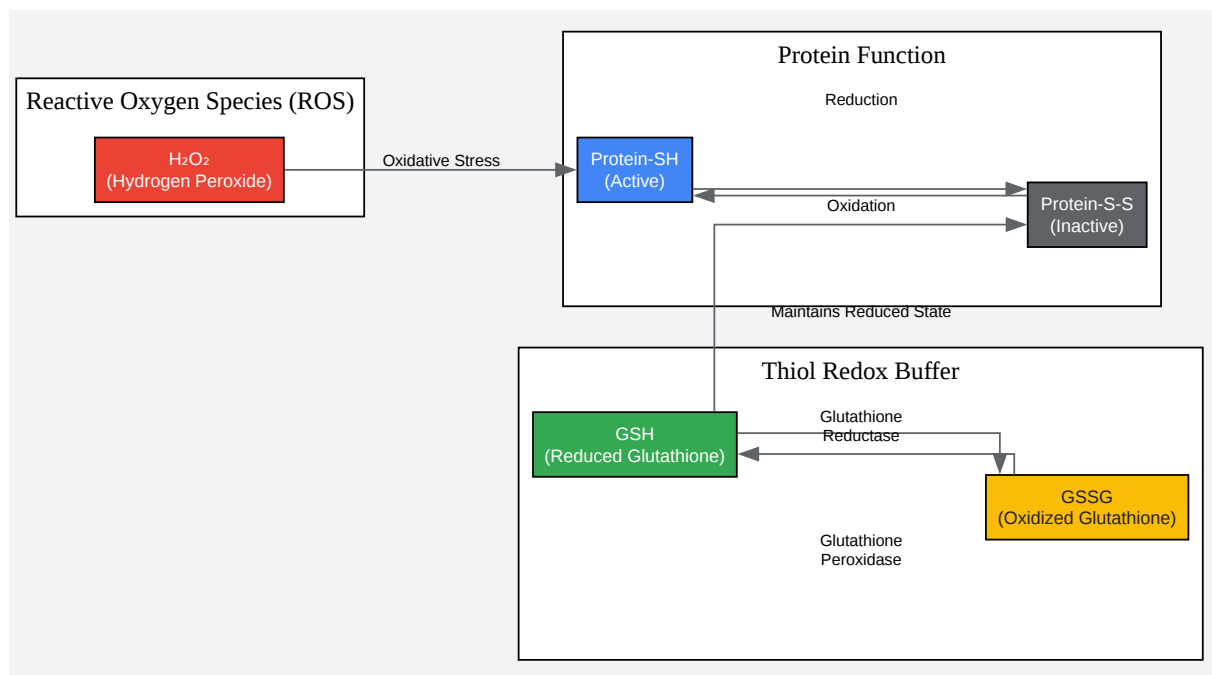 Reactive Oxygen Species (ROS)
H₂O₂
(Hydrogen Peroxide)
Oxidative Stress
Protein Function
Reduction
Protein-SH
(Active)
Oxidation
Protein-S-S
(Inactive)
Maintains Reduced State
Thiol Redox Buffer
GSH
(Reduced Glutathione)
Glutathione
Reductase
GSSG
(Oxidized Glutathione)
Glutathione
Peroxidase